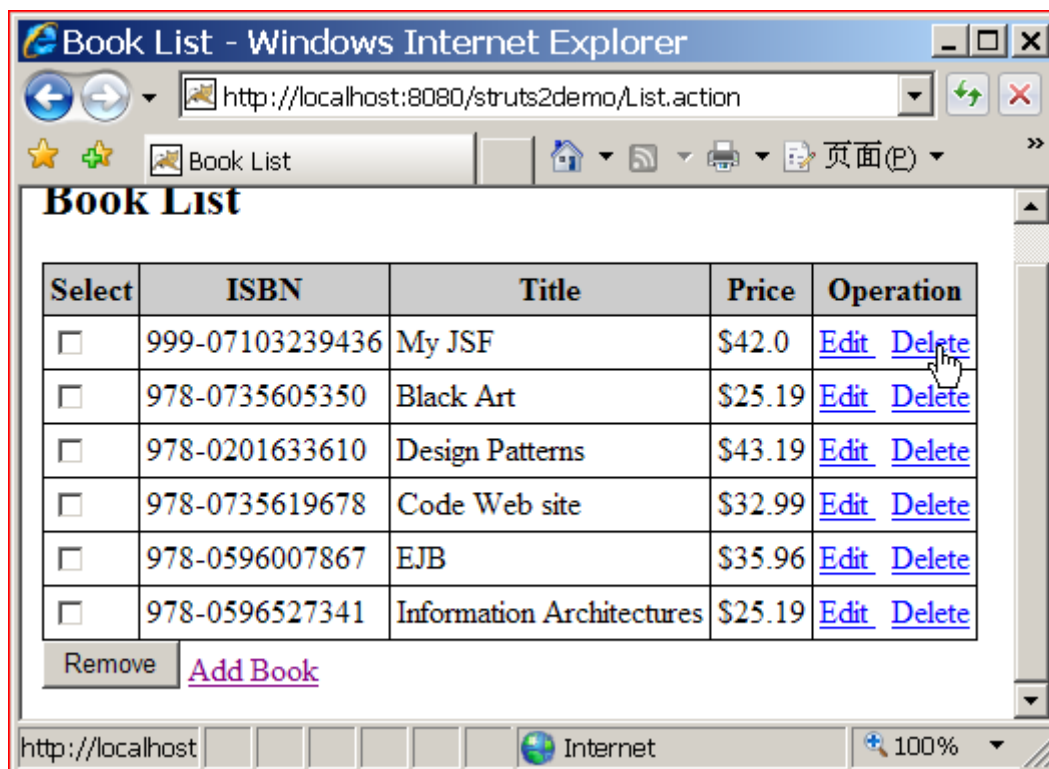 Book List - Windows Internet Explorer
http://localhost:8080/struts2demo/List.action
Book List 页面(P) »
Book List
Select ISBN Title Price Operation
999-07103239436 My JSF $42.0 Edit Delete
978-0735605350 Black Art $25.19 Edit Delete
978-0201633610 Design Patterns $43.19 Edit Delete
978-0735619678 Code Web site $32.99 Edit Delete
978-0596007867 EJB $35.96 Edit Delete
978-0596527341 Information Architectures $25.19 Edit Delete
Remove Add Book
http://localhost Internet 100%